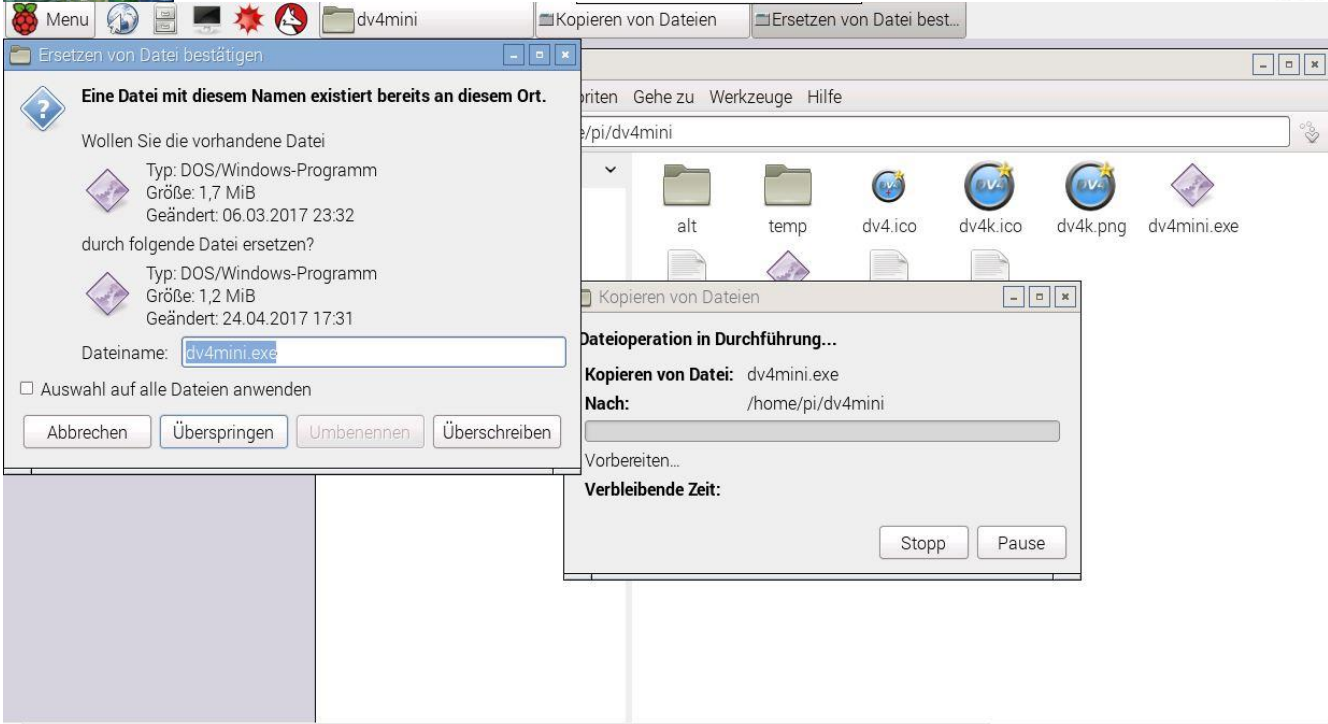 Menu
dv4mini
Kopieren von Dateien
Ersetzen von Datei best...
Ersetzen von Datei bestätigen
Eine Datei mit diesem Namen existiert bereits an diesem Ort.
Wollen Sie die vorhandene Datei
Typ: DOS/Windows-Programm
Größe: 1,7 MiB
Geändert: 06.03.2017 23:32
durch folgende Datei ersetzen?
Typ: DOS/Windows-Programm
Größe: 1,2 MiB
Geändert: 24.04.2017 17:31
Dateiname: dv4mini.exe
Auswahl auf alle Dateien anwenden
Abbrechen Überspringen Umbenennen Überschreiben
Gehe zu Werkzeuge Hilfe
/pi/dv4mini
alt temp dv4.ico dv4k.ico dv4k.png dv4mini.exe
Kopieren von Dateien
Dateioperation in Durchführung...
Kopieren von Datei: dv4mini.exe
Nach: /home/pi/dv4mini
Vorbereiten...
Verbleibende Zeit:
Stopp Pause